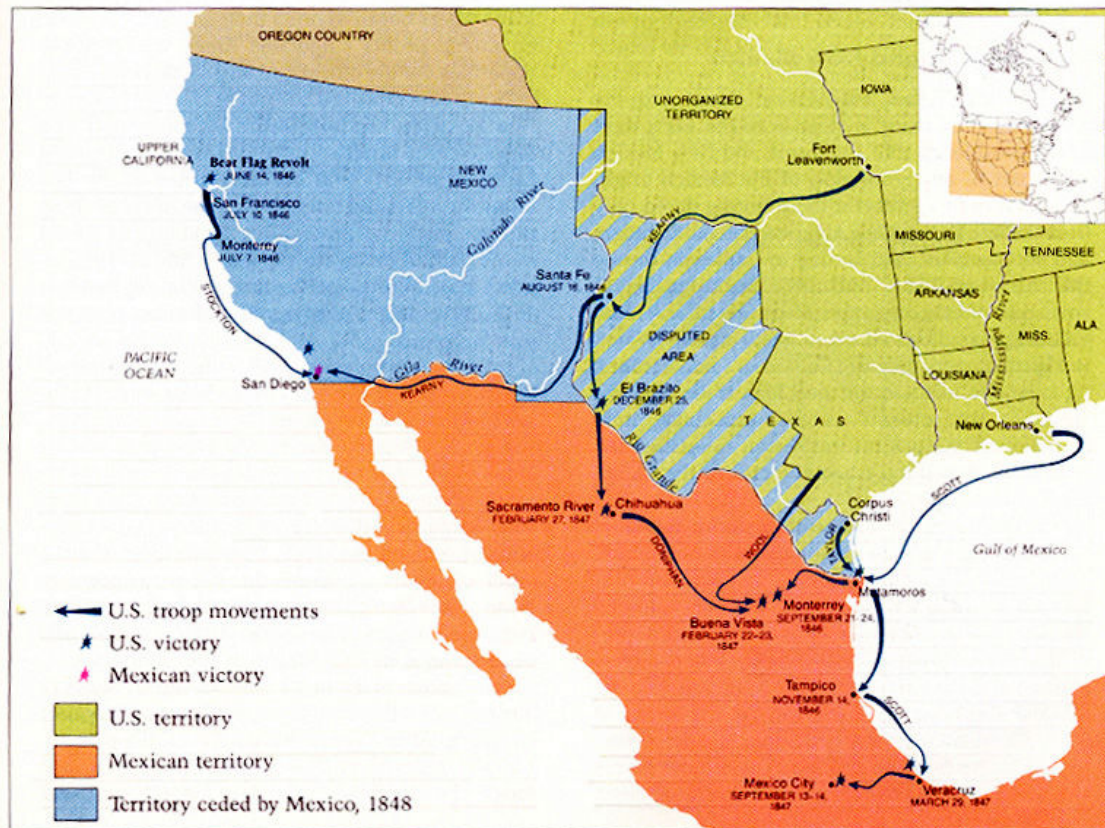 OREGON COUNTRY
UNORGANIZED
TERRITORY
IOWA
UPPER
CALIFORNIA
Bear Flag Revolt
JUNE 14, 1846
NEW
MEXICO
Fort
Leavenworth
San Francisco
JULY 10, 1846
Monterey
JULY 7, 1846
Colorado River
KEARNY
MISSOURI
TENNESSEE
Santa Fe
AUGUST 16, 1846
STOCKTON
ARKANSAS
Mississippi River
MISS.
ALA.
DISPUTED
AREA
PACIFIC
OCEAN
San Diego
Gila River
KEARNY
LOUISIANA
El Brazito
DECEMBER 25,
1846
TEXAS
New Orleans
Rio Grande
SCOTT
Sacramento River
FEBRUARY 27, 1847
Chihuahua
Corpus
Christi
TAYLOR
WOOL
DONIPHAN
Gulf of Mexico
Matamoros
Monterrey
SEPTEMBER 21-24,
1846
Buena Vista
FEBRUARY 22-23,
1847
Tampico
NOVEMBER 14,
1846
SCOTT
Mexico City
SEPTEMBER 13-14,
1847
Veracruz
MARCH 29, 1847
U.S. troop movements
U.S. victory
Mexican victory
U.S. territory
Mexican territory
Territory ceded by Mexico, 1848